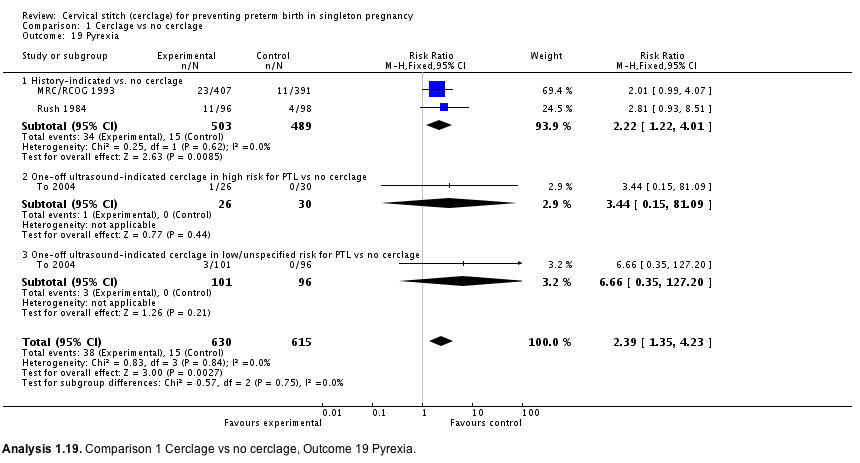 Review: Cervical stitch (cerclage) for preventing preterm birth in singleton pregnancy
Comparison: 1 Cerclage vs no cerclage
Outcome: 19 Pyrexia
Study or subgroup Experimental Control Risk Ratio Weight Risk Ratio
n/N n/N M-H,Fixed,95% CI M-H,Fixed,95% CI
1 History-indicated vs. no cerclage
MRC/RCOG 1993 23/407 11/391 69.4 % 2.01 [ 0.99, 4.07 ]
Rush 1984 11/96 4/98 24.5 % 2.81 [ 0.93, 8.51 ]
Subtotal (95% CI) 503 489 93.9 % 2.22 [ 1.22, 4.01 ]
Total events: 34 (Experimental), 15 (Control)
Heterogeneity: Chi² = 0.25, df = 1 (P = 0.62); I² =0.0%
Test for overall effect: Z = 2.63 (P = 0.0085)
2 One-off ultrasound-indicated cerclage in high risk for PTL vs no cerclage
To 2004 1/26 0/30 2.9 % 3.44 [ 0.15, 81.09 ]
Subtotal (95% CI) 26 30 2.9 % 3.44 [ 0.15, 81.09 ]
Total events: 1 (Experimental), 0 (Control)
Heterogeneity: not applicable
Test for overall effect: Z = 0.77 (P = 0.44)
3 One-off ultrasound-indicated cerclage in low/unspecified risk for PTL vs no cerclage
To 2004 3/101 0/96 3.2 % 6.66 [ 0.35, 127.20 ]
Subtotal (95% CI) 101 96 3.2 % 6.66 [ 0.35, 127.20 ]
Total events: 3 (Experimental), 0 (Control)
Heterogeneity: not applicable
Test for overall effect: Z = 1.26 (P = 0.21)
Total (95% CI) 630 615 100.0 % 2.39 [ 1.35, 4.23 ]
Total events: 38 (Experimental), 15 (Control)
Heterogeneity: Chi² = 0.83, df = 3 (P = 0.84); I² =0.0%
Test for overall effect: Z = 3.00 (P = 0.0027)
Test for subgroup differences: Chi² = 0.57, df = 2 (P = 0.75), I² =0.0%
0.01 0.1 1 10 100
Favours experimental Favours control
Analysis 1.19. Comparison 1 Cerclage vs no cerclage, Outcome 19 Pyrexia.